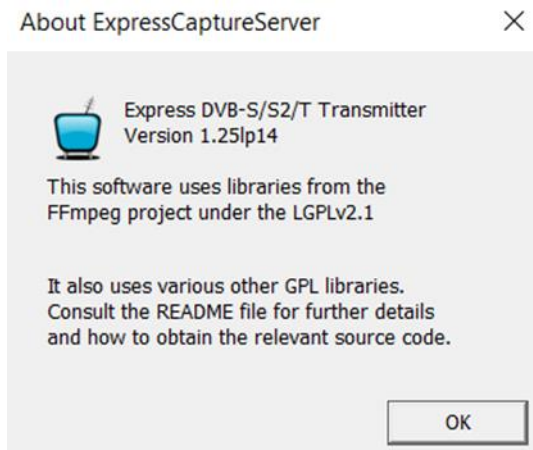 About ExpressCaptureServer
Express DVB-S/S2/T Transmitter
Version 1.25lp14
This software uses libraries from the
FFmpeg project under the LGPLv2.1
It also uses various other GPL libraries.
Consult the README file for further details
and how to obtain the relevant source code.
OK